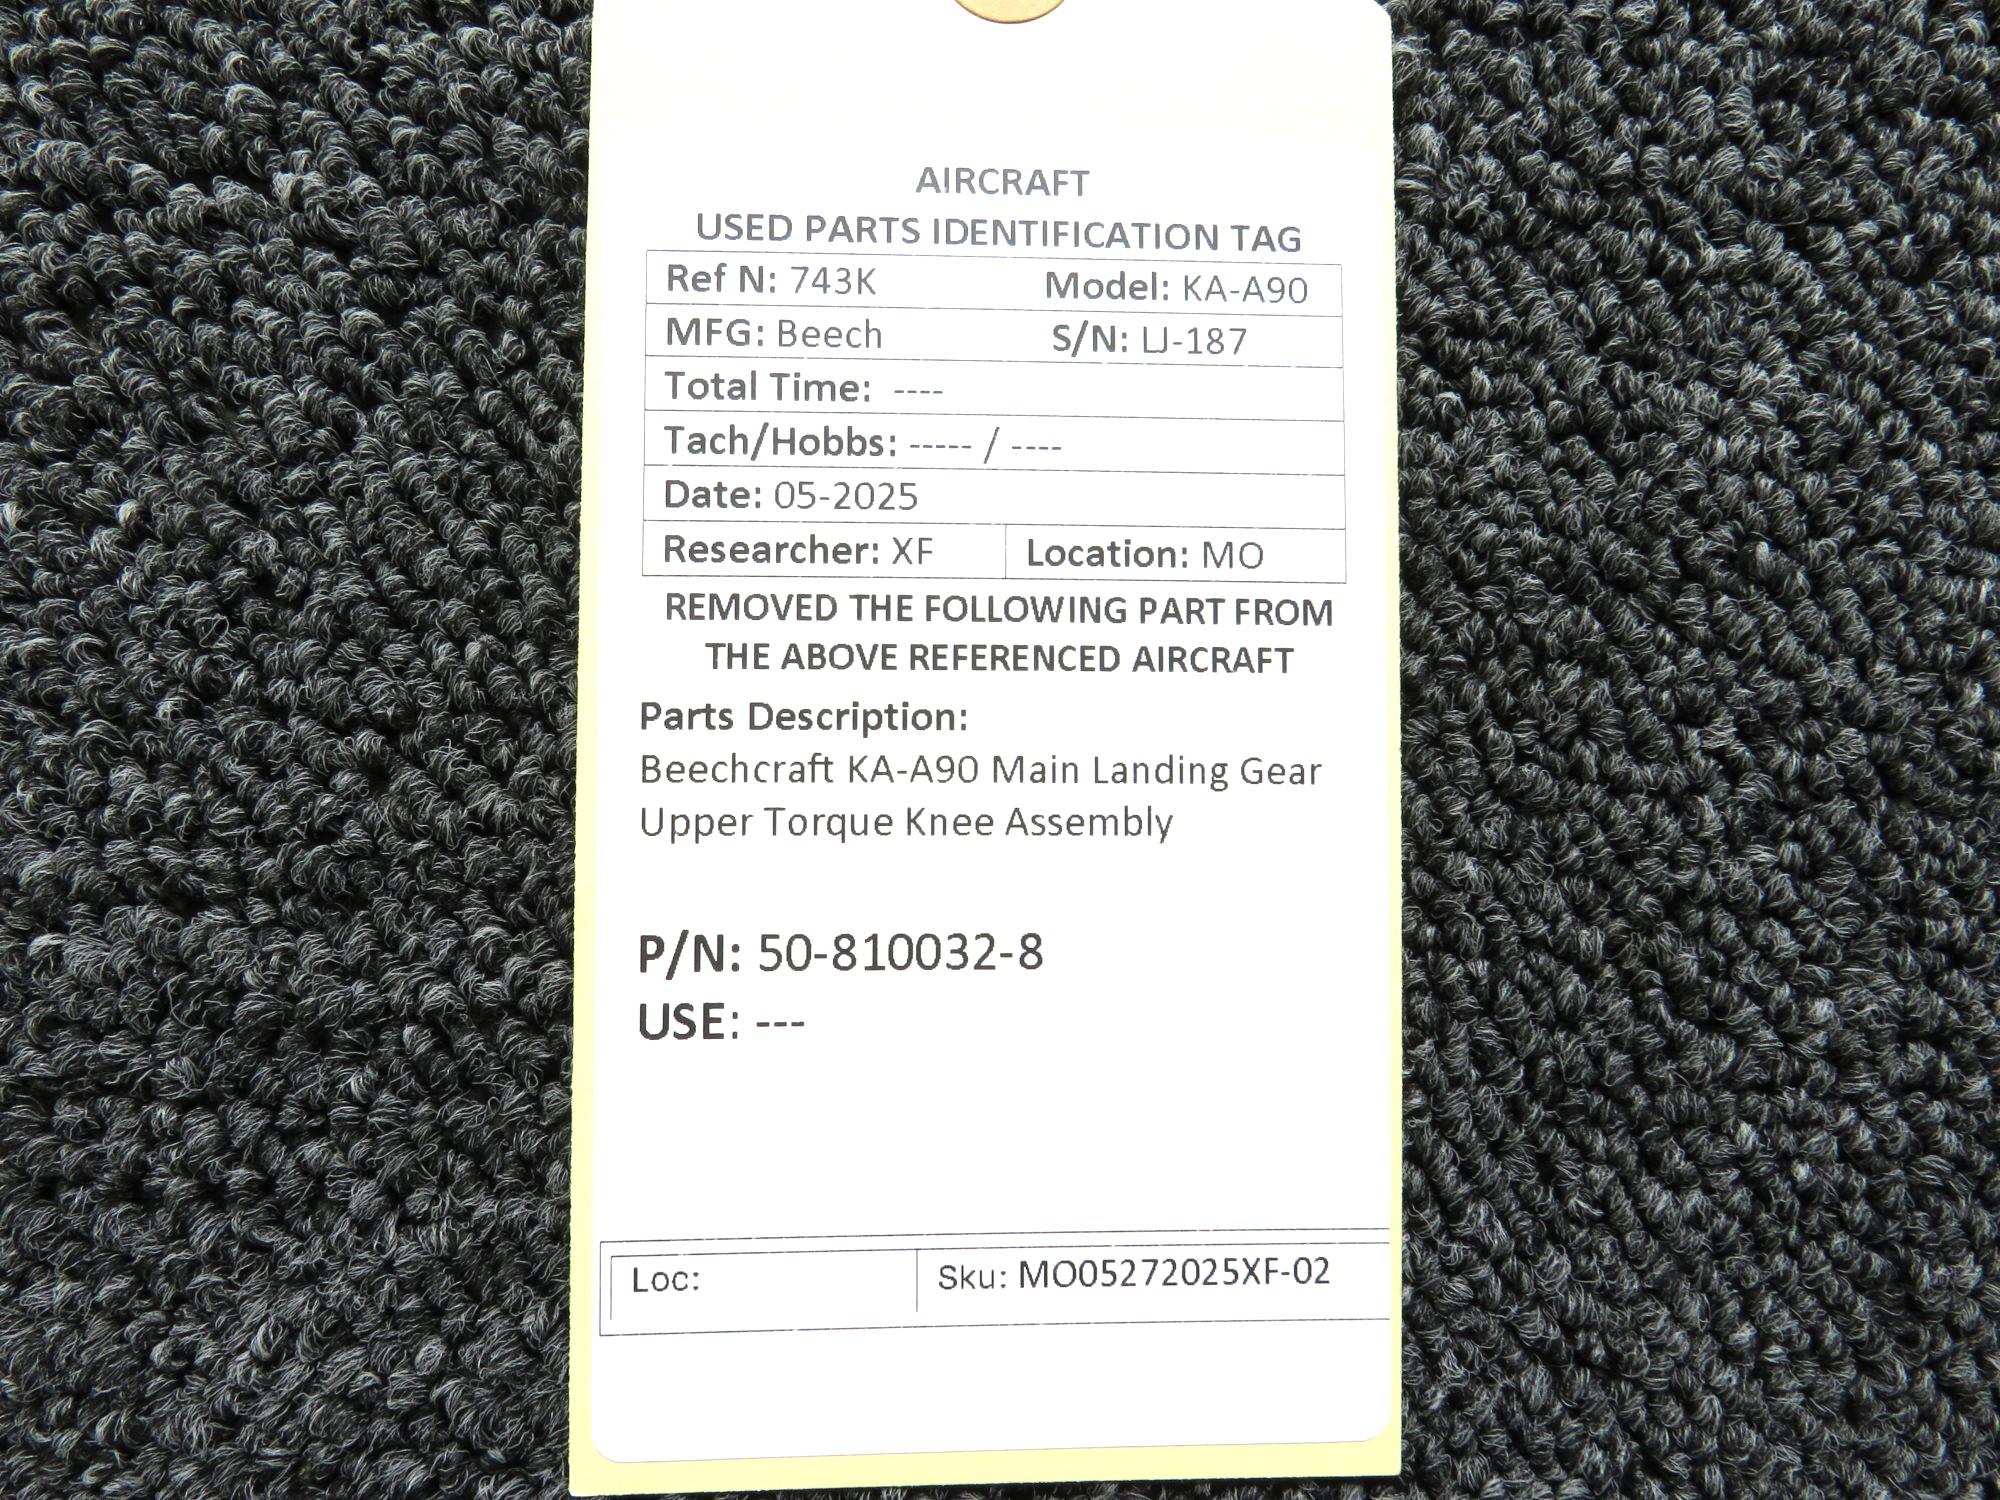 AIRCRAFT
USED PARTS IDENTIFICATION TAG
Ref N: 743K Model: KA-A90
MFG: Beech S/N: LJ-187
Total Time: ----
Tach/Hobbs: ----- / ----
Date: 05-2025
Researcher: XF Location: MO
REMOVED THE FOLLOWING PART FROM
THE ABOVE REFERENCED AIRCRAFT
Parts Description:
Beechcraft KA-A90 Main Landing Gear
Upper Torque Knee Assembly
P/N: 50-810032-8
USE: ---
Loc: Sku: MO05272025XF-02